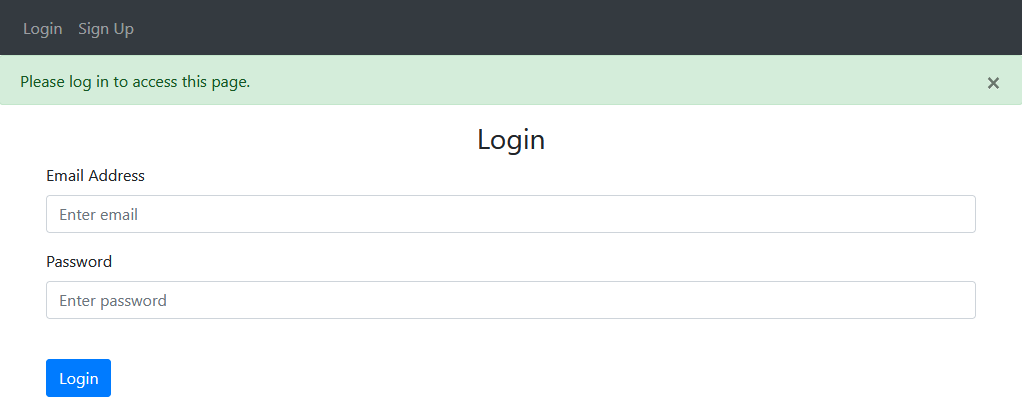 Login Sign Up
Please log in to access this page. ×
Login
Email Address
Enter email
Password
Enter password
Login